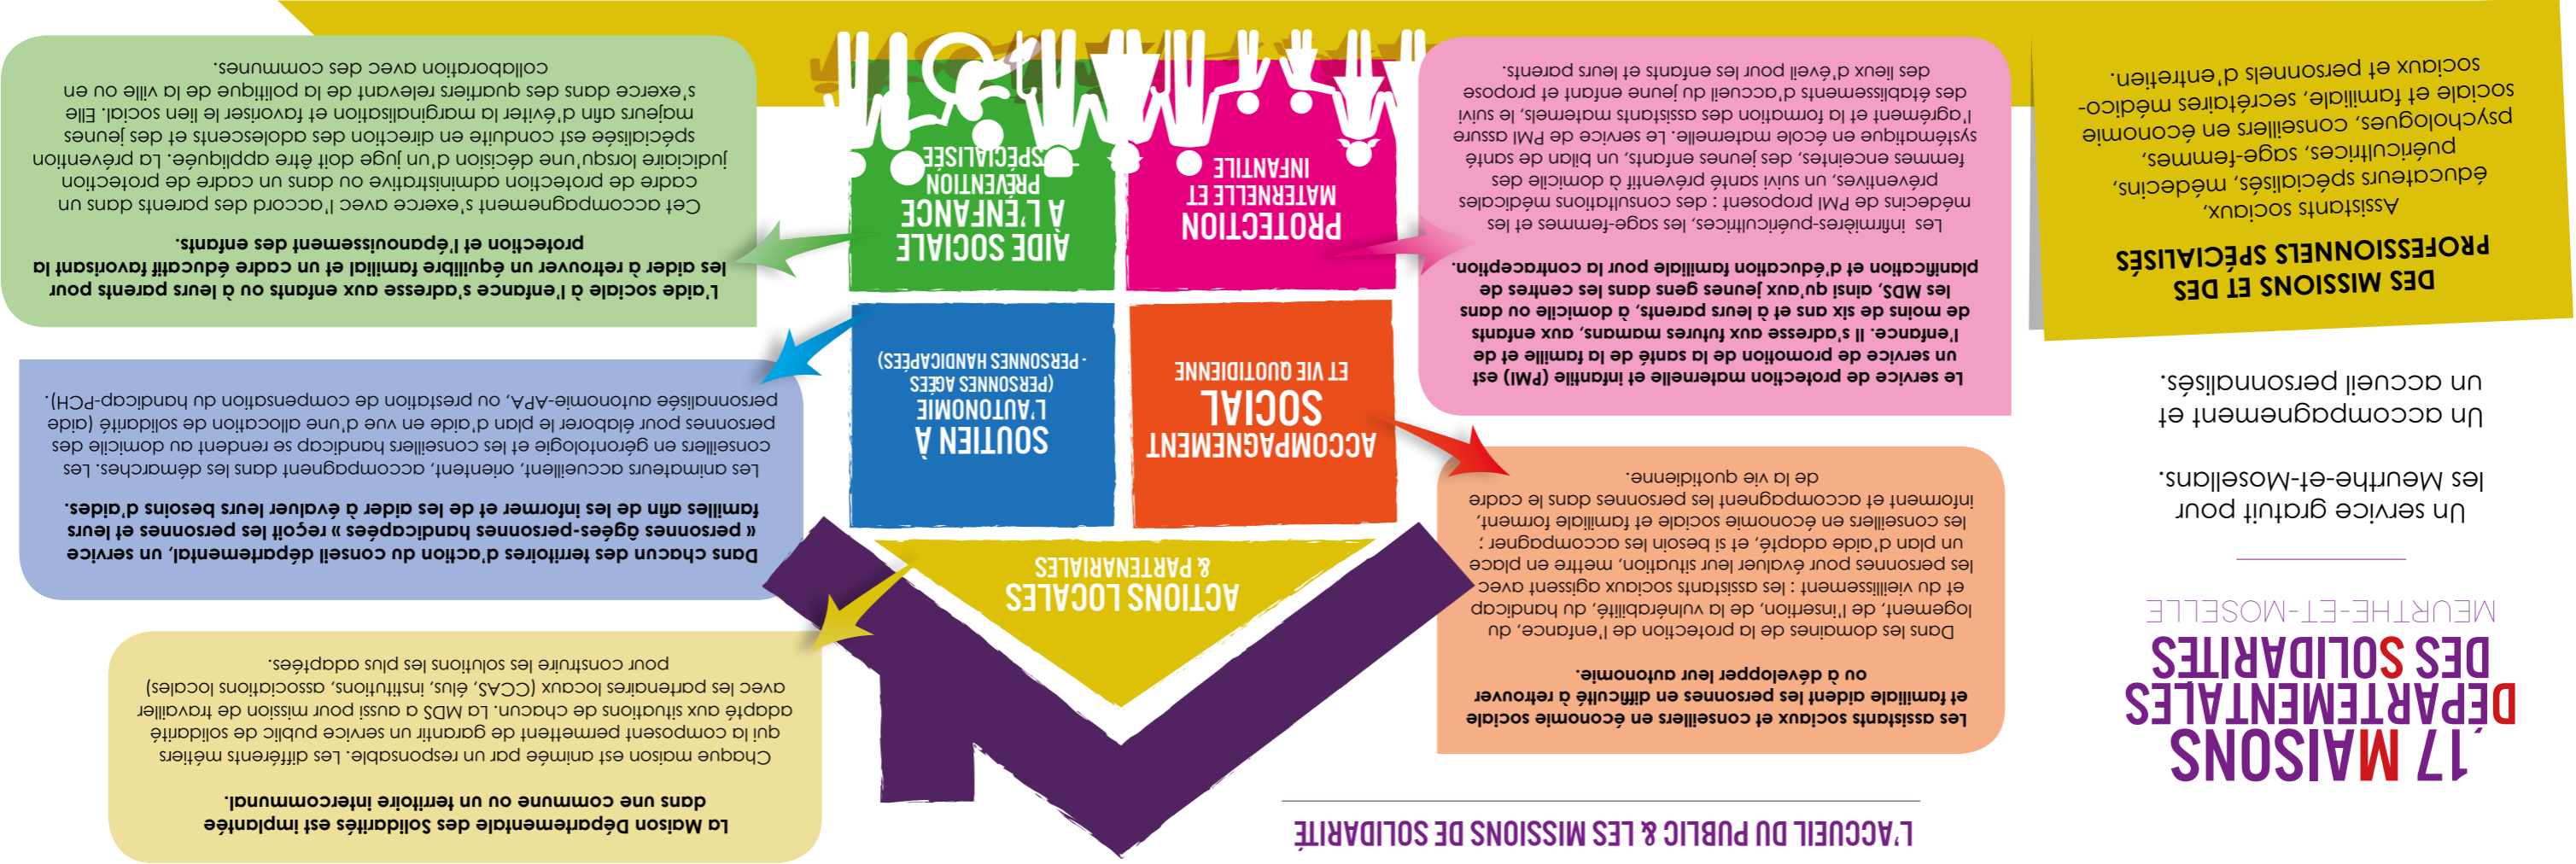 17 MAISONS
DÉPARTEMENTALES
DES SOLIDARITÉS
MEURTHE-ET-MOSELLE
Un service gratuit pour
les Meurthe-et-Mosellans.
Un accompagnement et
un accueil personnalisés.
DES MISSIONS ET DES
PROFESSIONNELS SPÉCIALISÉS
Assistants sociaux,
éducateurs spécialisés, médecins,
puéricultrices, sage-femmes,
psychologues, conseillers en économie
sociale et familiale, secrétaires médico-
sociaux et personnels d'entretien.
L'ACCUEIL DU PUBLIC & LES MISSIONS DE SOLIDARITÉ
Les assistants sociaux et conseillers en économie sociale
et familiale aident les personnes en difficulté à retrouver
ou à développer leur autonomie.
Dans les domaines de la protection de l'enfance, du
logement, de l'insertion, de la vulnérabilité, du handicap
et du vieillissement : les assistants sociaux agissent avec
les personnes pour évaluer leur situation, mettre en place
un plan d'aide adapté, et si besoin les accompagner ;
les conseillers en économie sociale et familiale forment,
informent et accompagnent les personnes dans le cadre
de la vie quotidienne.
Le service de protection maternelle et infantile (PMI) est
un service de promotion de la santé de la famille et de
l'enfance. Il s'adresse aux futures mamans, aux enfants
de moins de six ans et à leurs parents, à domicile ou dans
les MDS, ainsi qu'aux jeunes gens dans les centres de
planification et d'éducation familiale pour la contraception.
Les infirmières-puéricultrices, les sage-femmes et les
médecins de PMI proposent : des consultations médicales
préventives, un suivi santé préventif à domicile des
femmes enceintes, des jeunes enfants, un bilan de santé
systématique en école maternelle. Le service de PMI assure
l'agrément et la formation des assistants maternels, le suivi
des établissements d'accueil du jeune enfant et propose
des lieux d'éveil pour les enfants et leurs parents.
ACTIONS LOCALES
& PARTENARIALES
ACCOMPAGNEMENT
SOCIAL
ET VIE QUOTIDIENNE
SOUTIEN À
L'AUTONOMIE
(PERSONNES AGÉES
- PERSONNES HANDICAPÉES)
PROTECTION
MATERNELLE ET
INFANTILE
AIDE SOCIALE
À L'ENFANCE
PRÉVENTION
SPÉCIALISÉE
La Maison Départementale des Solidarités est implantée
dans une commune ou un territoire intercommunal.
Chaque maison est animée par un responsable. Les différents métiers
qui la composent permettent de garantir un service public de solidarité
adapté aux situations de chacun. La MDS a aussi pour mission de travailler
avec les partenaires locaux (CCAS, élus, institutions, associations locales)
pour construire les solutions les plus adaptées.
Dans chacun des territoires d'action du conseil départemental, un service
« personnes âgées-personnes handicapées » reçoit les personnes et leurs
familles afin de les informer et de les aider à évaluer leurs besoins d'aides.
Les animateurs accueillent, orientent, accompagnent dans les démarches. Les
conseillers en gérontologie et les conseillers handicap se rendent au domicile des
personnes pour élaborer le plan d'aide en vue d'une allocation de solidarité (aide
personnalisée autonomie-APA, ou prestation de compensation du handicap-PCH).
L'aide sociale à l'enfance s'adresse aux enfants ou à leurs parents pour
les aider à retrouver un équilibre familial et un cadre éducatif favorisant la
protection et l'épanouissement des enfants.
Cet accompagnement s'exerce avec l'accord des parents dans un
cadre de protection administrative ou dans un cadre de protection
judiciaire lorsqu'une décision d'un juge doit être appliquée. La prévention
spécialisée est conduite en direction des adolescents et des jeunes
majeurs afin d'éviter la marginalisation et favoriser le lien social. Elle
s'exerce dans des quartiers relevant de la politique de la ville ou en
collaboration avec des communes.